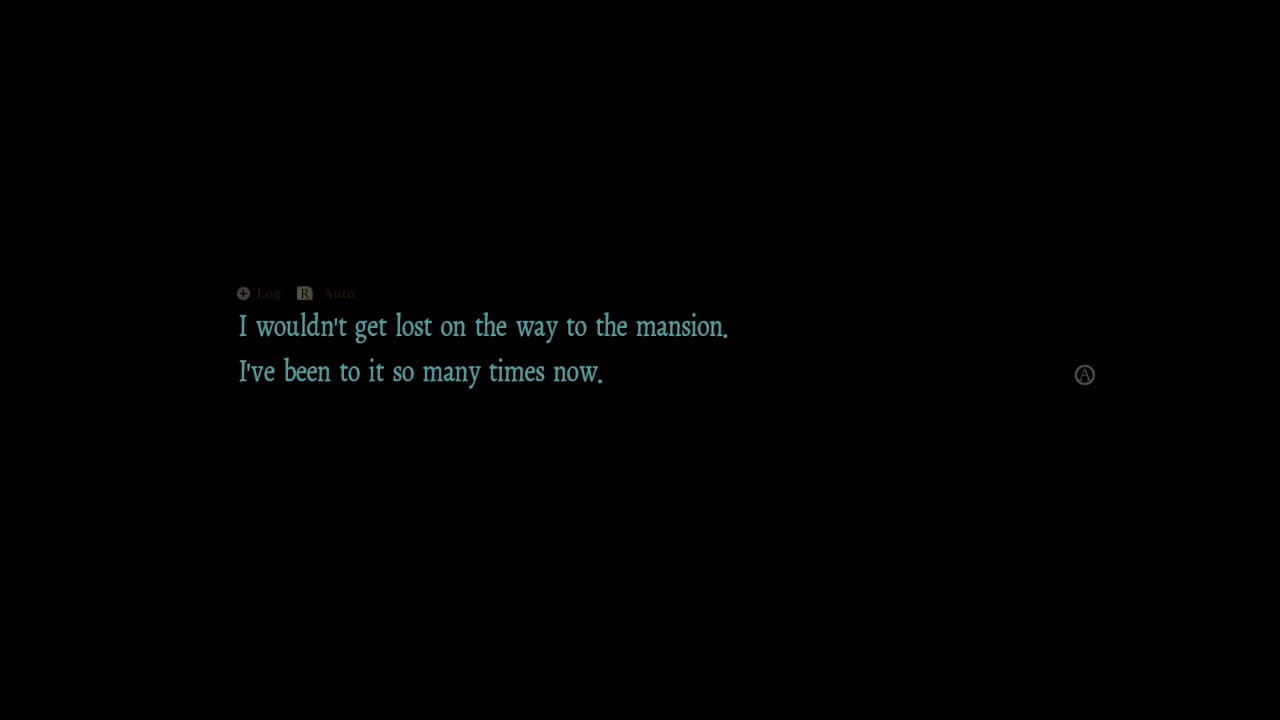 Log R Auto
I wouldn't get lost on the way to the mansion.
I've been to it so many times now.
A